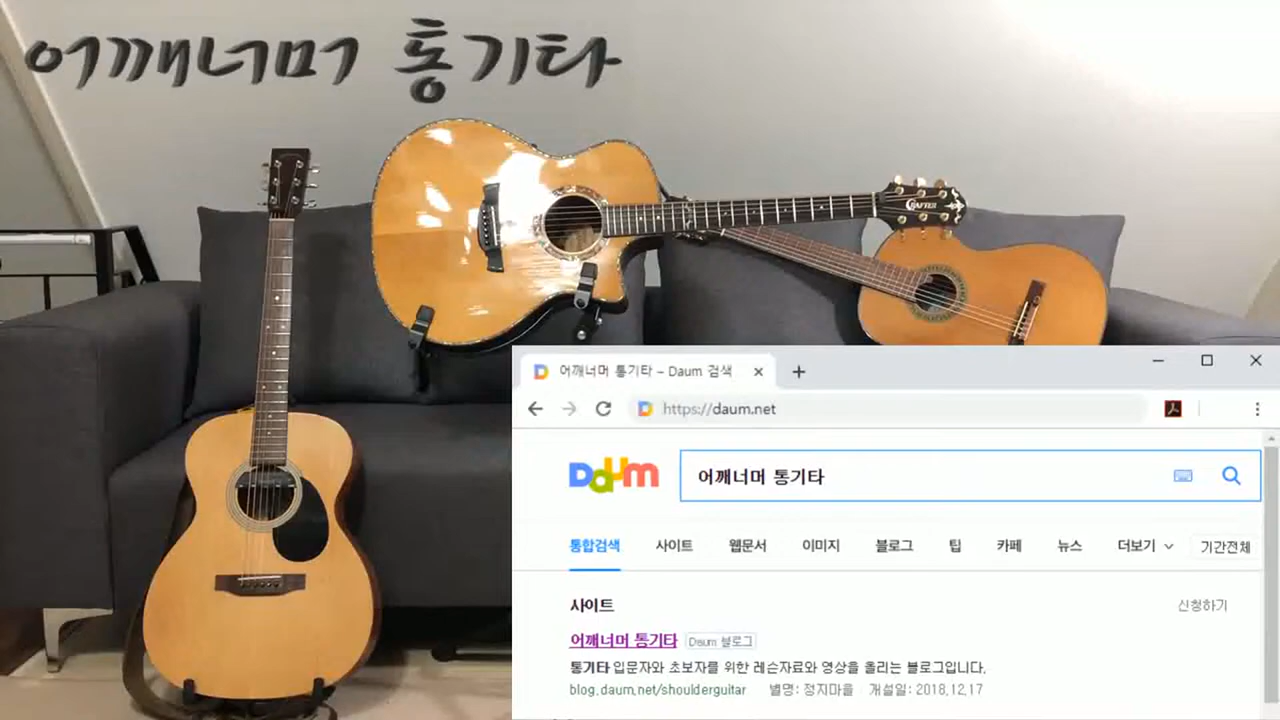 어깨너머 통기타
CRAFTER
어깨너머 통기타 – Daum 검색
https://daum.net
Daum
어깨너머 통기타
통합검색 사이트 웹문서 이미지 블로그 팁 카페 뉴스 더보기 기간전체
사이트 신청하기
어깨너머 통기타 Daum 블로그
통기타 입문자와 초보자를 위한 레슨자료와 영상을 올리는 블로그입니다.
blog.daum.net/shoulderguitar 별명: 정지마을 개설일: 2018.12.17